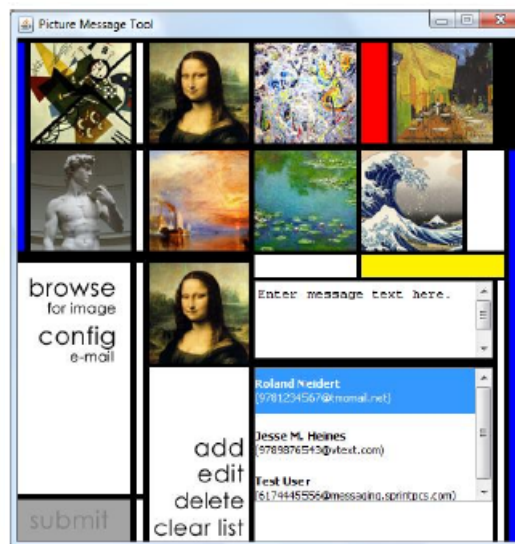 Picture Message Tool
browse
for image
config
e-mail
Enter message text here.
Roland Neidert
(9781234567@tmomail.net)
Jesse M. Heines
(9789876543@vtext.com)
Test User
(6174445556@messaging.sprintpcs.com)
add
edit
delete
clear list
submit